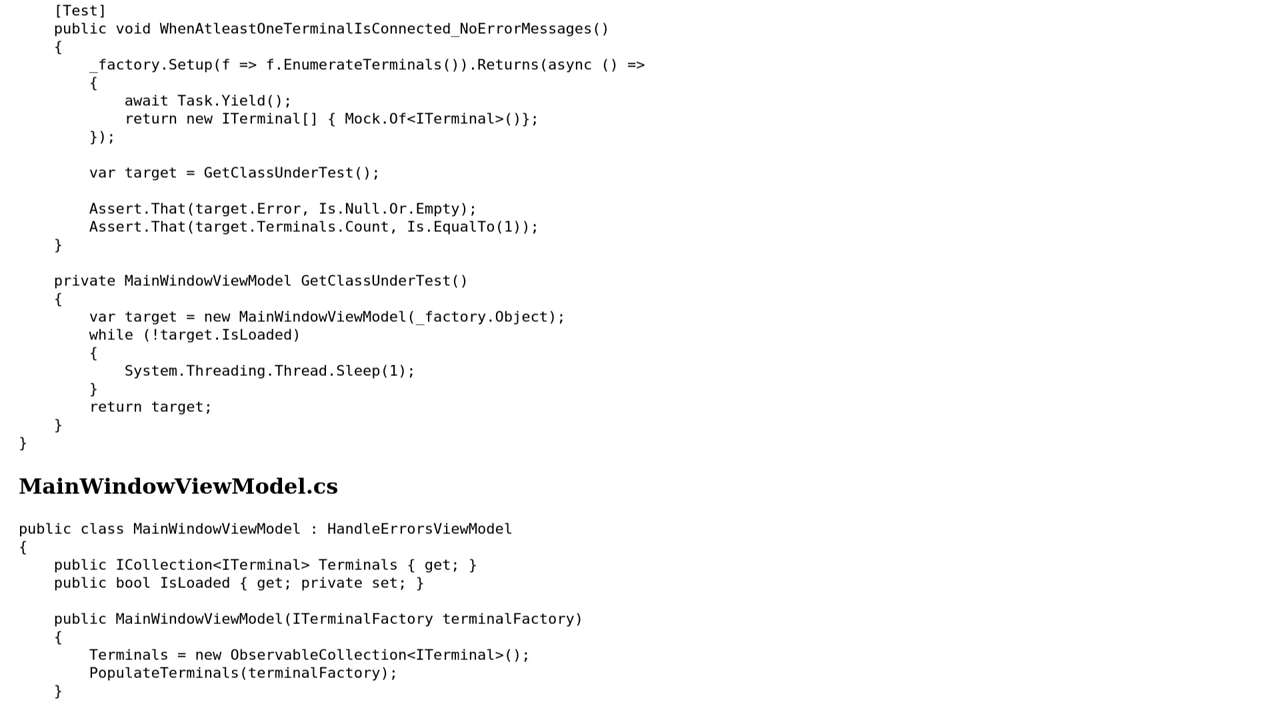 [Test]
public void WhenAtleastOneTerminalIsConnected_NoErrorMessages()
{
_factory.Setup(f => f.EnumerateTerminals()).Returns(async () =>
{
await Task.Yield();
return new ITerminal[] { Mock.Of<ITerminal>()};
});
var target = GetClassUnderTest();
Assert.That(target.Error, Is.Null.Or.Empty);
Assert.That(target.Terminals.Count, Is.EqualTo(1));
}
private MainWindowViewModel GetClassUnderTest()
{
var target = new MainWindowViewModel(_factory.Object);
while (!target.IsLoaded)
{
System.Threading.Thread.Sleep(1);
}
return target;
}
}
MainWindowViewModel.cs
public class MainWindowViewModel : HandleErrorsViewModel
{
public ICollection<ITerminal> Terminals { get; }
public bool IsLoaded { get; private set; }
public MainWindowViewModel(ITerminalFactory terminalFactory)
{
Terminals = new ObservableCollection<ITerminal>();
PopulateTerminals(terminalFactory);
}